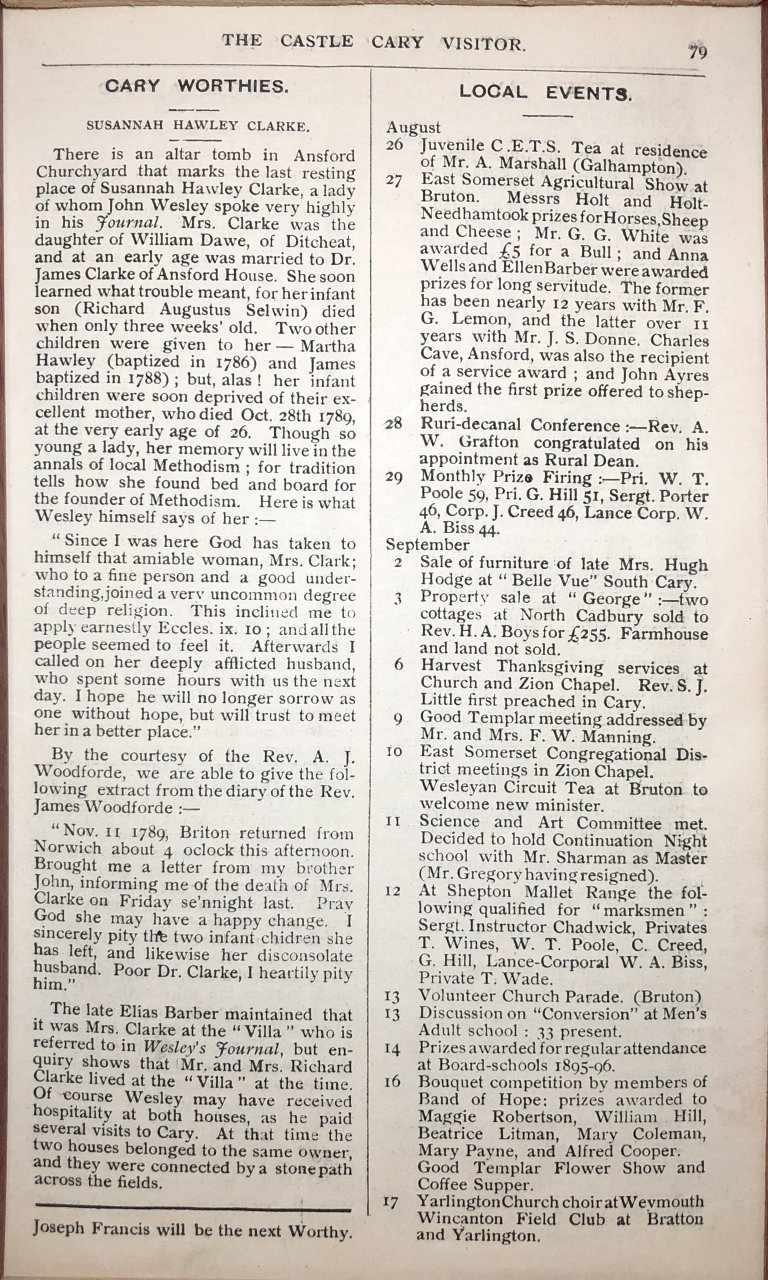 THE CASTLE CARY VISITOR.
79
CARY WORTHIES.
SUSANNAH HAWLEY CLARKE.
There is an altar tomb in Ansford
Churchyard that marks the last resting
place of Susannah Hawley Clarke, a lady
of whom John Wesley spoke very highly
in his Journal. Mrs. Clarke was the
daughter of William Dawe, of Ditcheat,
and at an early age was married to Dr.
James Clarke of Ansford House. She soon
learned what trouble meant, for her infant
son (Richard Augustus Selwin) died
when only three weeks' old. Two other
children were given to her — Martha
Hawley (baptized in 1786) and James
baptized in 1788) ; but, alas ! her infant
children were soon deprived of their ex-
cellent mother, who died Oct. 28th 1789,
at the very early age of 26. Though so
young a lady, her memory will live in the
annals of local Methodism ; for tradition
tells how she found bed and board for
the founder of Methodism. Here is what
Wesley himself says of her :—
" Since I was here God has taken to
himself that amiable woman, Mrs. Clark;
who to a fine person and a good under-
standing,joined a very uncommon degree
of deep religion. This inclined me to
apply earnestly Eccles. ix. 10 ; and all the
people seemed to feel it. Afterwards I
called on her deeply afflicted husband,
who spent some hours with us the next
day. I hope he will no longer sorrow as
one without hope, but will trust to meet
her in a better place."
By the courtesy of the Rev. A. J.
Woodforde, we are able to give the fol-
lowing extract from the diary of the Rev.
James Woodforde :—
" Nov. 11 1789, Briton returned from
Norwich about 4 oclock this afternoon.
Brought me a letter from my brother
John, informing me of the death of Mrs.
Clarke on Friday se'nnight last. Pray
God she may have a happy change. I
sincerely pity the two infant chidren she
has left, and likewise her disconsolate
husband. Poor Dr. Clarke, I heartily pity
him."
The late Elias Barber maintained that
it was Mrs. Clarke at the " Villa " who is
referred to in Wesley's Journal, but en-
quiry shows that Mr. and Mrs. Richard
Clarke lived at the " Villa " at the time.
Of course Wesley may have received
hospitality at both houses, as he paid
several visits to Cary. At that time the
two houses belonged to the same owner,
and they were connected by a stone path
across the fields.
Joseph Francis will be the next Worthy.
LOCAL EVENTS.
August
26 Juvenile C .E.T.S. Tea at residence
of Mr. A. Marshall (Galhampton).
27 East Somerset Agricultural Show at
Bruton. Messrs Holt and Holt-
Needhamtook prizes for Horses,Sheep
and Cheese ; Mr. G. G. White was
awarded £5 for a Bull ; and Anna
Wells and Ellen Barber were awarded
prizes for long servitude. The former
has been nearly 12 years with Mr. F.
G. Lemon, and the latter over 11
years with Mr. J. S. Donne. Charles
Cave, Ansford, was also the recipient
of a service award ; and John Ayres
gained the first prize offered to shep-
herds.
28 Ruri-decanal Conference :—Rev. A.
W. Grafton congratulated on his
appointment as Rural Dean.
29 Monthly Prize Firing :—Pri. W. T.
Poole 59, Pri. G. Hill 51, Sergt. Porter
46, Corp. J. Creed 46, Lance Corp. W.
A. Biss 44.
September
2 Sale of furniture of late Mrs. Hugh
Hodge at " Belle Vue" South Cary.
3 Property sale at " George " :—two
cottages at North Cadbury sold to
Rev. H. A. Boys for £255. Farmhouse
and land not sold.
6 Harvest Thanksgiving services at
Church and Zion Chapel. Rev. S. J.
Little first preached in Cary.
9 Good Templar meeting addressed by
Mr. and Mrs. F. W. Manning.
10 East Somerset Congregational Dis-
trict meetings in Zion Chapel.
Wesleyan Circuit Tea at Bruton to
welcome new minister.
11 Science and Art Committee met.
Decided to hold Continuation Night
school with Mr. Sharman as Master
(Mr. Gregory having resigned).
12 At Shepton Mallet Range the fol-
lowing qualified for " marksmen " :
Sergt. Instructor Chadwick, Privates
T. Wines, W. T. Poole, C. Creed,
G. Hill, Lance-Corporal W. A. Biss,
Private T. Wade.
13 Volunteer Church Parade. (Bruton)
13 Discussion on "Conversion" at Men's
Adult school : 33 present.
14 Prizes awarded for regular attendance
at Board-schools 1895-96.
16 Bouquet competition by members of
Band of Hope: prizes awarded to
Maggie Robertson, William Hill,
Beatrice Litman, Mary Coleman,
Mary Payne, and Alfred Cooper.
Good Templar Flower Show and
Coffee Supper.
17 Yarlington Church choir at Weymouth
Wincanton Field Club at Bratton
and Yarlington.